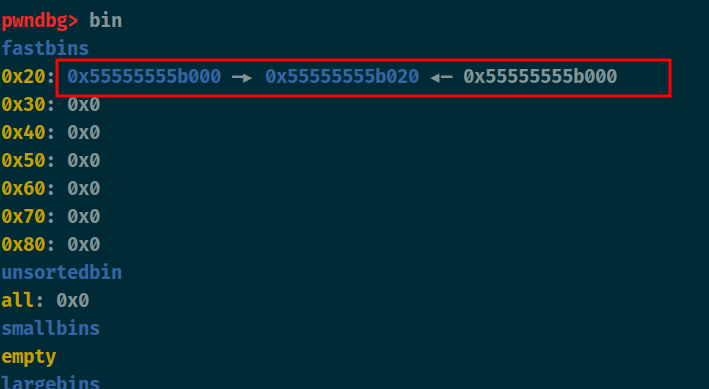 pwndbg> bin
fastbins
0x20: 0x55555555b000 —▸ 0x55555555b020 ◂— 0x55555555b000
0x30: 0x0
0x40: 0x0
0x50: 0x0
0x60: 0x0
0x70: 0x0
0x80: 0x0
unsortedbin
all: 0x0
smallbins
empty
largebins